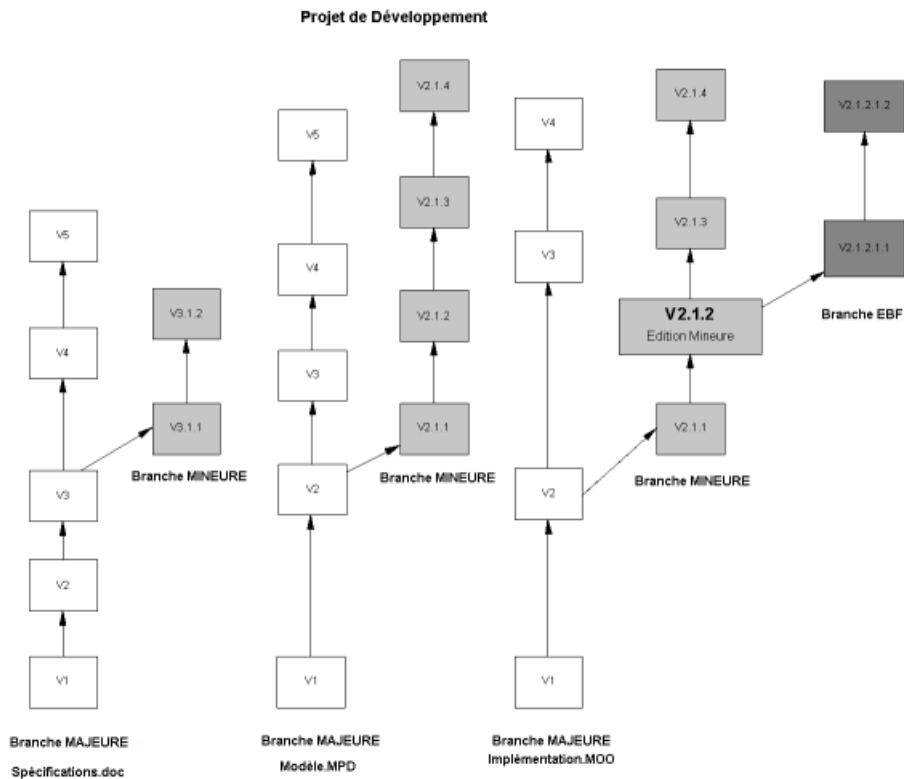 Projet de Développement
V5
V4
V3
V2
V1
V3.1.2
V3.1.1
Branche MINEURE
Branche MAJEURE
Spécifications.doc
V5
V4
V3
V2
V1
V2.1.4
V2.1.3
V2.1.2
V2.1.1
Branche MINEURE
Branche MAJEURE
Modèle.MPD
V4
V3
V2
V1
V2.1.4
V2.1.3
V2.1.2
Edition Mineure
V2.1.1
Branche MINEURE
V2.1.2.1.2
V2.1.2.1.1
Branche EBF
Branche MAJEURE
Implémentation.MOO